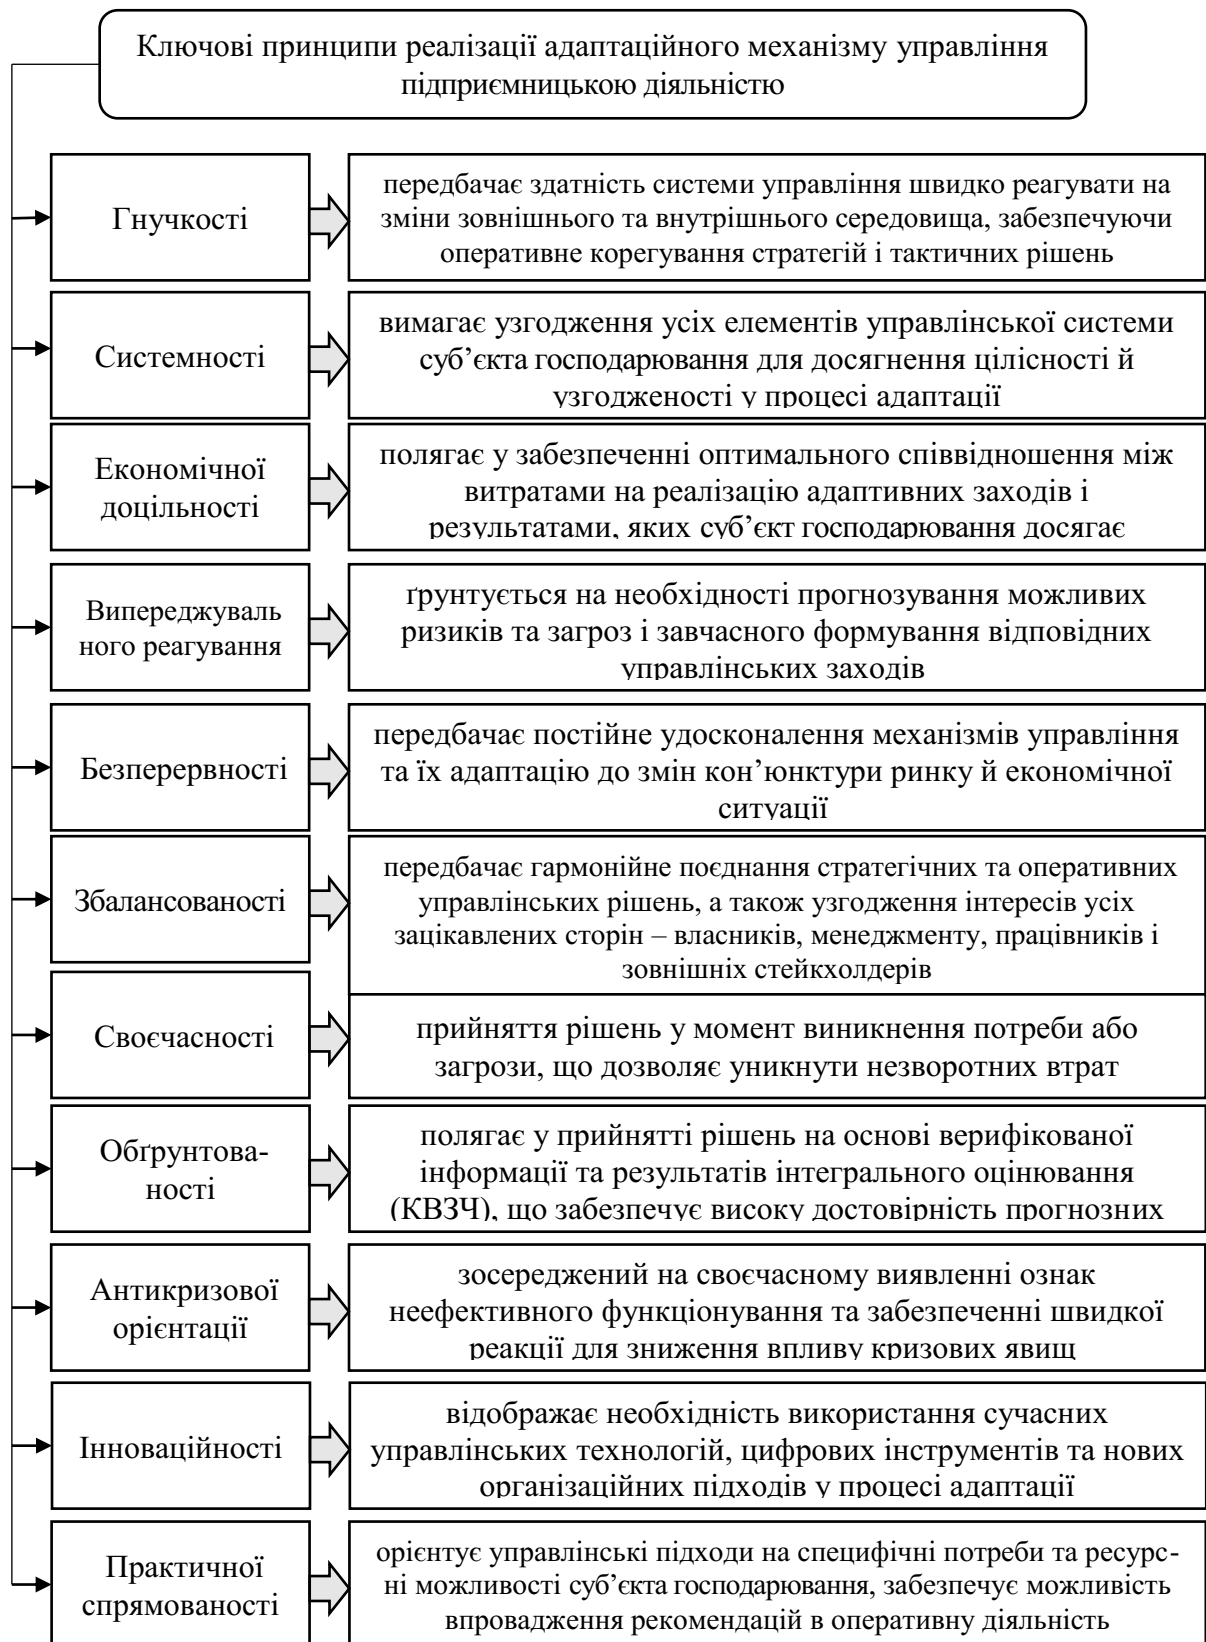 Ключові принципи реалізації адаптаційного механізму управління
підприємницькою діяльністю
Гнучкості
передбачає здатність системи управління швидко реагувати на
зміни зовнішнього та внутрішнього середовища, забезпечуючи
оперативне корегування стратегій і тактичних рішень
Системності
вимагає узгодження усіх елементів управлінської системи
суб’єкта господарювання для досягнення цілісності й
узгодженості у процесі адаптації
Економічної
доцільності
полягає у забезпеченні оптимального співвідношення між
витратами на реалізацію адаптивних заходів і
результатами, яких суб’єкт господарювання досягає
Випереджуваль
ного реагування
ґрунтується на необхідності прогнозування можливих
ризиків та загроз і завчасного формування відповідних
управлінських заходів
Безперервності
передбачає постійне удосконалення механізмів управління
та їх адаптацію до змін кон’юнктури ринку й економічної
ситуації
Збалансованості
передбачає гармонійне поєднання стратегічних та оперативних
управлінських рішень, а також узгодження інтересів усіх
зацікавлених сторін – власників, менеджменту, працівників і
зовнішніх стейкхолдерів
Своєчасності
прийняття рішень у момент виникнення потреби або
загрози, що дозволяє уникнути незворотних втрат
Обґрунтова-
ності
полягає у прийнятті рішень на основі верифікованої
інформації та результатів інтегрального оцінювання
(КВЗЧ), що забезпечує високу достовірність прогнозних
Антикризової
орієнтації
зосереджений на своєчасному виявленні ознак
неефективного функціонування та забезпеченні швидкої
реакції для зниження впливу кризових явищ
Інноваційності
відображає необхідність використання сучасних
управлінських технологій, цифрових інструментів та нових
організаційних підходів у процесі адаптації
Практичної
спрямованості
орієнтує управлінські підходи на специфічні потреби та ресурс-
ні можливості суб’єкта господарювання, забезпечує можливість
впровадження рекомендацій в оперативну діяльність